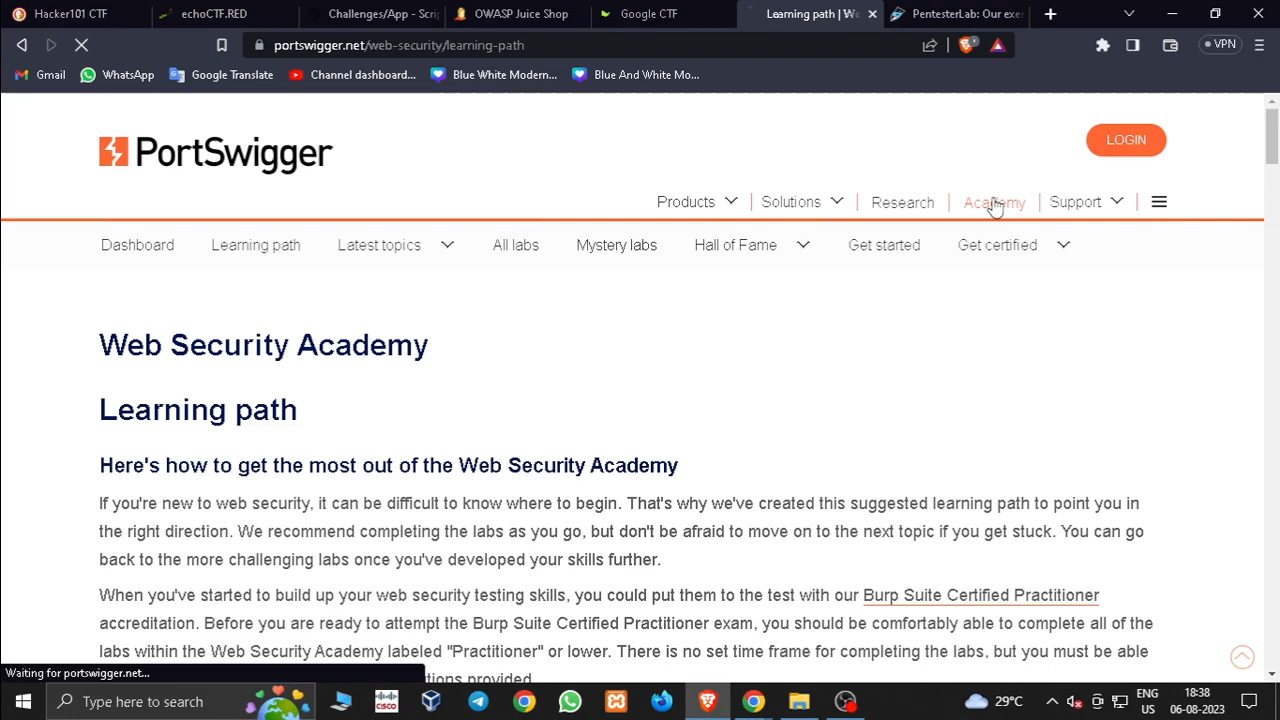 Hacker101 CTF
echoCTF.RED
Challenges/App - Scri
OWASP Juice Shop
Google CTF
Learning path | We
PentesterLab: Our exer
portswigger.net/web-security/learning-path
VPN
Gmail
WhatsApp
Google Translate
Channel dashboard...
Blue White Modern...
Blue And White Mo...
PortSwigger
LOGIN
Products
Solutions
Research
Academy
Support
Dashboard
Learning path
Latest topics
All labs
Mystery labs
Hall of Fame
Get started
Get certified
Web Security Academy
Learning path
Here's how to get the most out of the Web Security Academy
If you're new to web security, it can be difficult to know where to begin. That's why we've created this suggested learning path to point you in
the right direction. We recommend completing the labs as you go, but don't be afraid to move on to the next topic if you get stuck. You can go
back to the more challenging labs once you've developed your skills further.
When you've started to build up your web security testing skills, you could put them to the test with our Burp Suite Certified Practitioner
accreditation. Before you are ready to attempt the Burp Suite Certified Practitioner exam, you should be comfortably able to complete all of the
labs within the Web Security Academy labeled "Practitioner" or lower. There is no set time frame for completing the labs, but you must be able
Waiting for portswigger.net...
provided
Type here to search
CISCO
29°C
ENG
US
18:38
06-08-2023